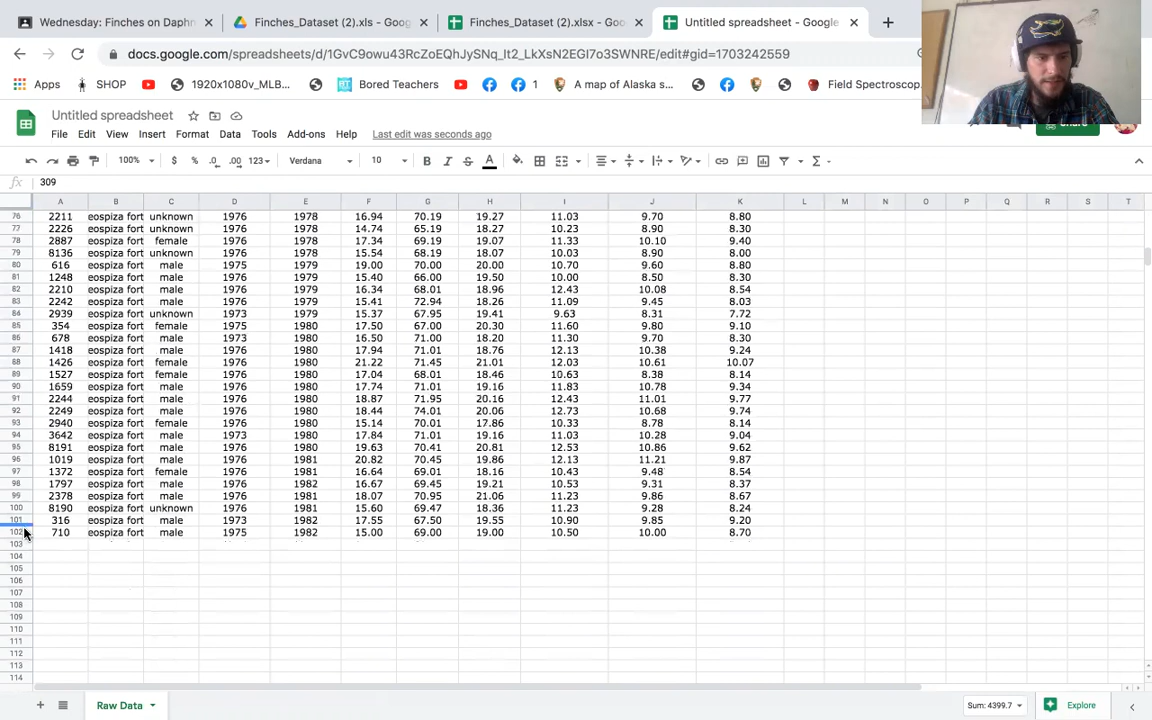 Wednesday: Finches on Daphn
Finches_Dataset (2).xls - Goog
Finches_Dataset (2).xlsx - Goog
Untitled spreadsheet - Google
docs.google.com/spreadsheets/d/1GvC9owu43RcZoEQhJySNq_It2_LkXsN2EGI7o3SWNRE/edit#gid=1703242559
Apps SHOP 1920x1080v_MLB... Bored Teachers 1 A map of Alaska s... Field Spectroscop
Untitled spreadsheet
File Edit View Insert Format Data Tools Add-ons Help Last edit was seconds ago
100% $ % .0 .00 123 Verdana 10 B I S A
fx 309
A B C D E F G H I J K L M N O P Q R S T
76 2211 eospiza fort unknown 1976 1978 16.94 70.19 19.27 11.03 9.70 8.80
77 2226 eospiza fort unknown 1976 1978 14.74 65.19 18.27 10.23 8.90 8.30
78 2887 eospiza fort female 1976 1978 17.34 69.19 19.07 11.33 10.10 9.40
79 8136 eospiza fort unknown 1976 1978 15.54 68.19 18.07 10.03 8.90 8.00
80 616 eospiza fort male 1975 1979 19.00 70.00 20.00 10.70 9.60 8.80
81 1248 eospiza fort male 1976 1979 15.40 66.00 19.50 10.00 8.50 8.30
82 2210 eospiza fort male 1976 1979 16.34 68.01 18.96 12.43 10.08 8.54
83 2242 eospiza fort male 1976 1979 15.41 72.94 18.26 11.09 9.45 8.03
84 2939 eospiza fort unknown 1973 1979 15.37 67.95 19.41 9.63 8.31 7.72
85 354 eospiza fort female 1975 1980 17.50 67.00 20.30 11.60 9.80 9.10
86 678 eospiza fort male 1973 1980 16.50 71.00 18.20 11.30 9.70 8.30
87 1418 eospiza fort male 1976 1980 17.94 71.01 18.76 12.13 10.38 9.24
88 1426 eospiza fort female 1976 1980 21.22 71.45 21.01 12.03 10.61 10.07
89 1527 eospiza fort female 1976 1980 17.04 68.01 18.46 10.63 8.38 8.14
90 1659 eospiza fort male 1976 1980 17.74 71.01 19.16 11.83 10.78 9.34
91 2244 eospiza fort male 1976 1980 18.87 71.95 20.16 12.43 11.01 9.77
92 2249 eospiza fort male 1976 1980 18.44 74.01 20.06 12.73 10.68 9.74
93 2940 eospiza fort female 1976 1980 15.14 70.01 17.86 10.33 8.78 8.14
94 3642 eospiza fort male 1973 1980 17.84 71.01 19.16 11.03 10.28 9.04
95 8191 eospiza fort male 1976 1980 19.63 70.41 20.81 12.53 10.86 9.62
96 1019 eospiza fort male 1976 1981 20.82 70.45 19.86 12.13 11.21 9.87
97 1372 eospiza fort female 1976 1981 16.64 69.01 18.16 10.43 9.48 8.54
98 1797 eospiza fort male 1976 1981 16.67 69.45 19.21 10.53 9.31 8.37
99 2378 eospiza fort male 1976 1981 18.07 70.95 21.06 11.23 9.86 8.67
100 8190 eospiza fort unknown 1976 1981 15.60 69.47 18.36 11.23 9.28 8.24
101 316 eospiza fort male 1973 1982 17.55 67.50 19.55 10.90 9.85 9.20
102 710 eospiza fort male 1975 1982 15.00 69.00 19.00 10.50 10.00 8.70
103
104
105
106
107
108
109
110
111
112
113
114
Raw Data Sum: 4399.7 Explore